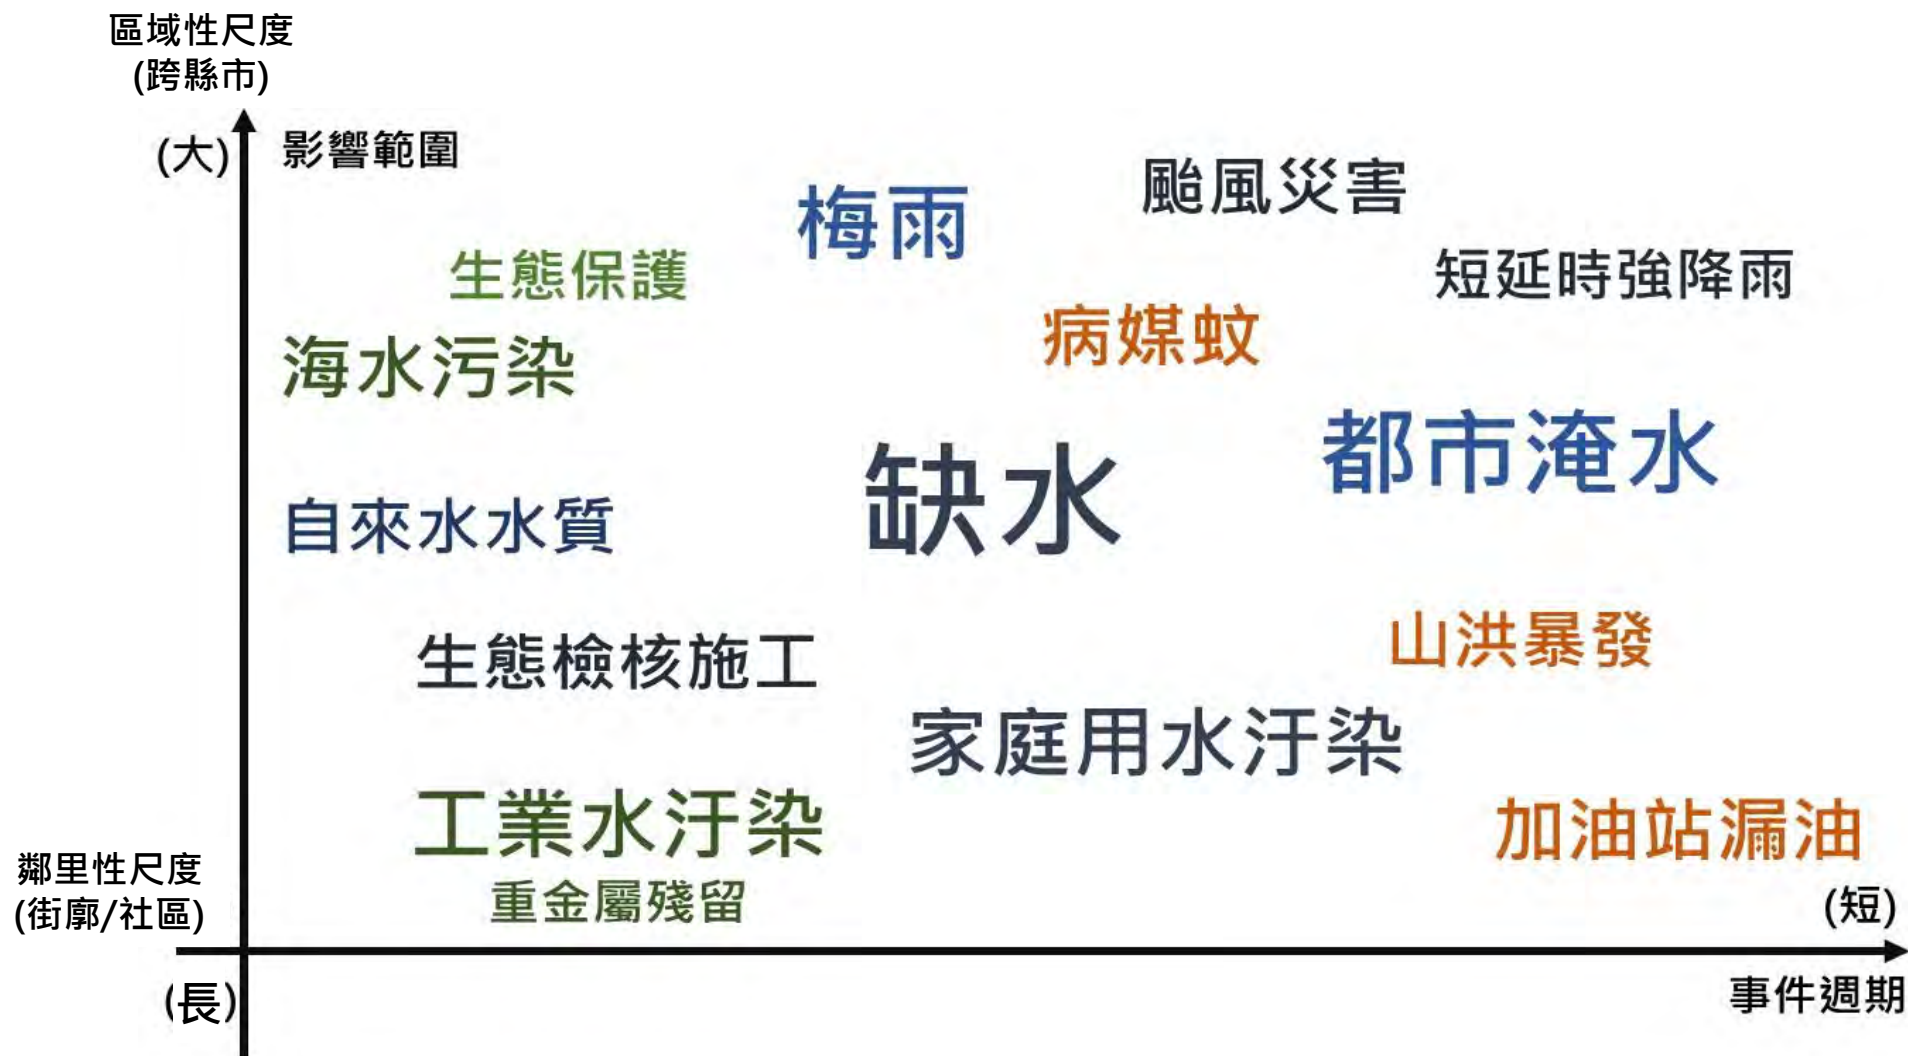 區域性尺度
(跨縣市)
(大)
影響範圍
颱風災害
梅雨
生態保護
短延時強降雨
病媒蚊
海水污染
都市淹水
缺水
自來水水質
山洪暴發
生態檢核施工
家庭用水汙染
工業水汙染
加油站漏油
鄰里性尺度
(街廓/社區)
重金屬殘留
(短)
(長)
事件週期